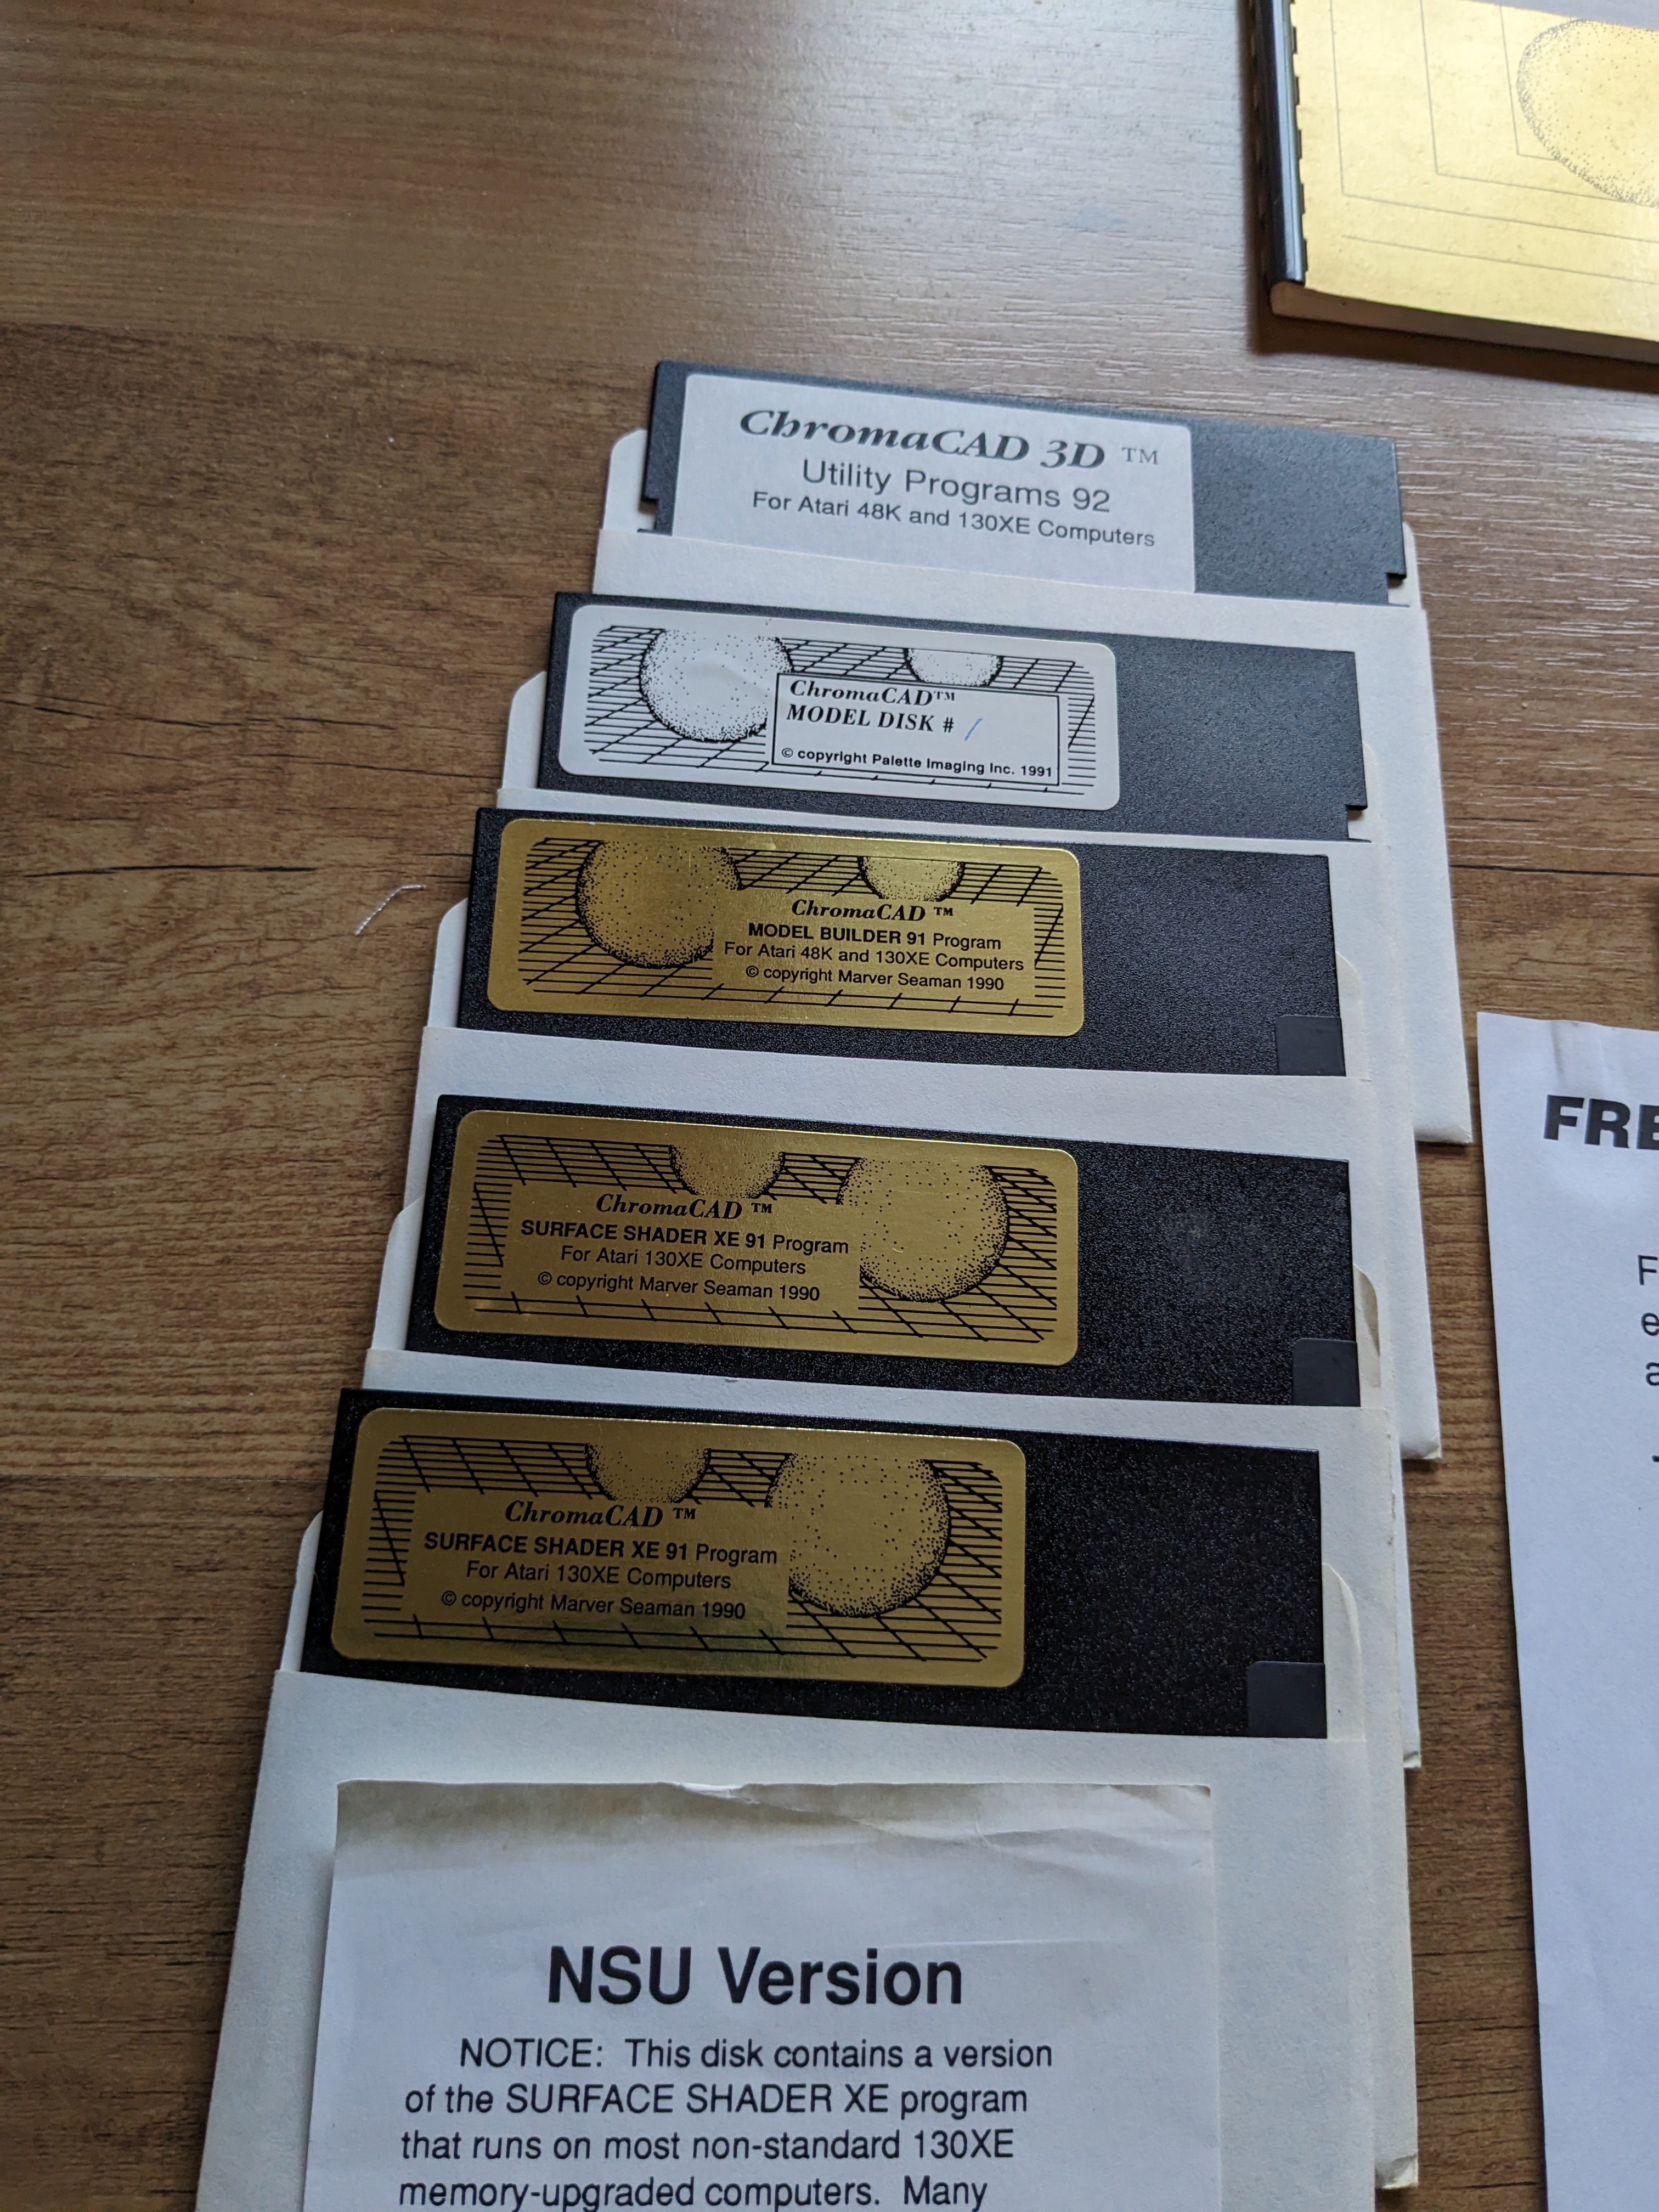 ChromaCAD 3D ™
Utility Programs 92
For Atari 48K and 130XE Computers
ChromaCAD™
MODEL DISK # 1
© copyright Palette Imaging Inc. 1991
ChromaCAD ™
MODEL BUILDER 91 Program
For Atari 48K and 130XE Computers
© copyright Marver Seaman 1990
ChromaCAD ™
SURFACE SHADER XE 91 Program
For Atari 130XE Computers
© copyright Marver Seaman 1990
ChromaCAD ™
SURFACE SHADER XE 91 Program
For Atari 130XE Computers
© copyright Marver Seaman 1990
NSU Version
NOTICE: This disk contains a version
of the SURFACE SHADER XE program
that runs on most non-standard 130XE
memory-upgraded computers. Many